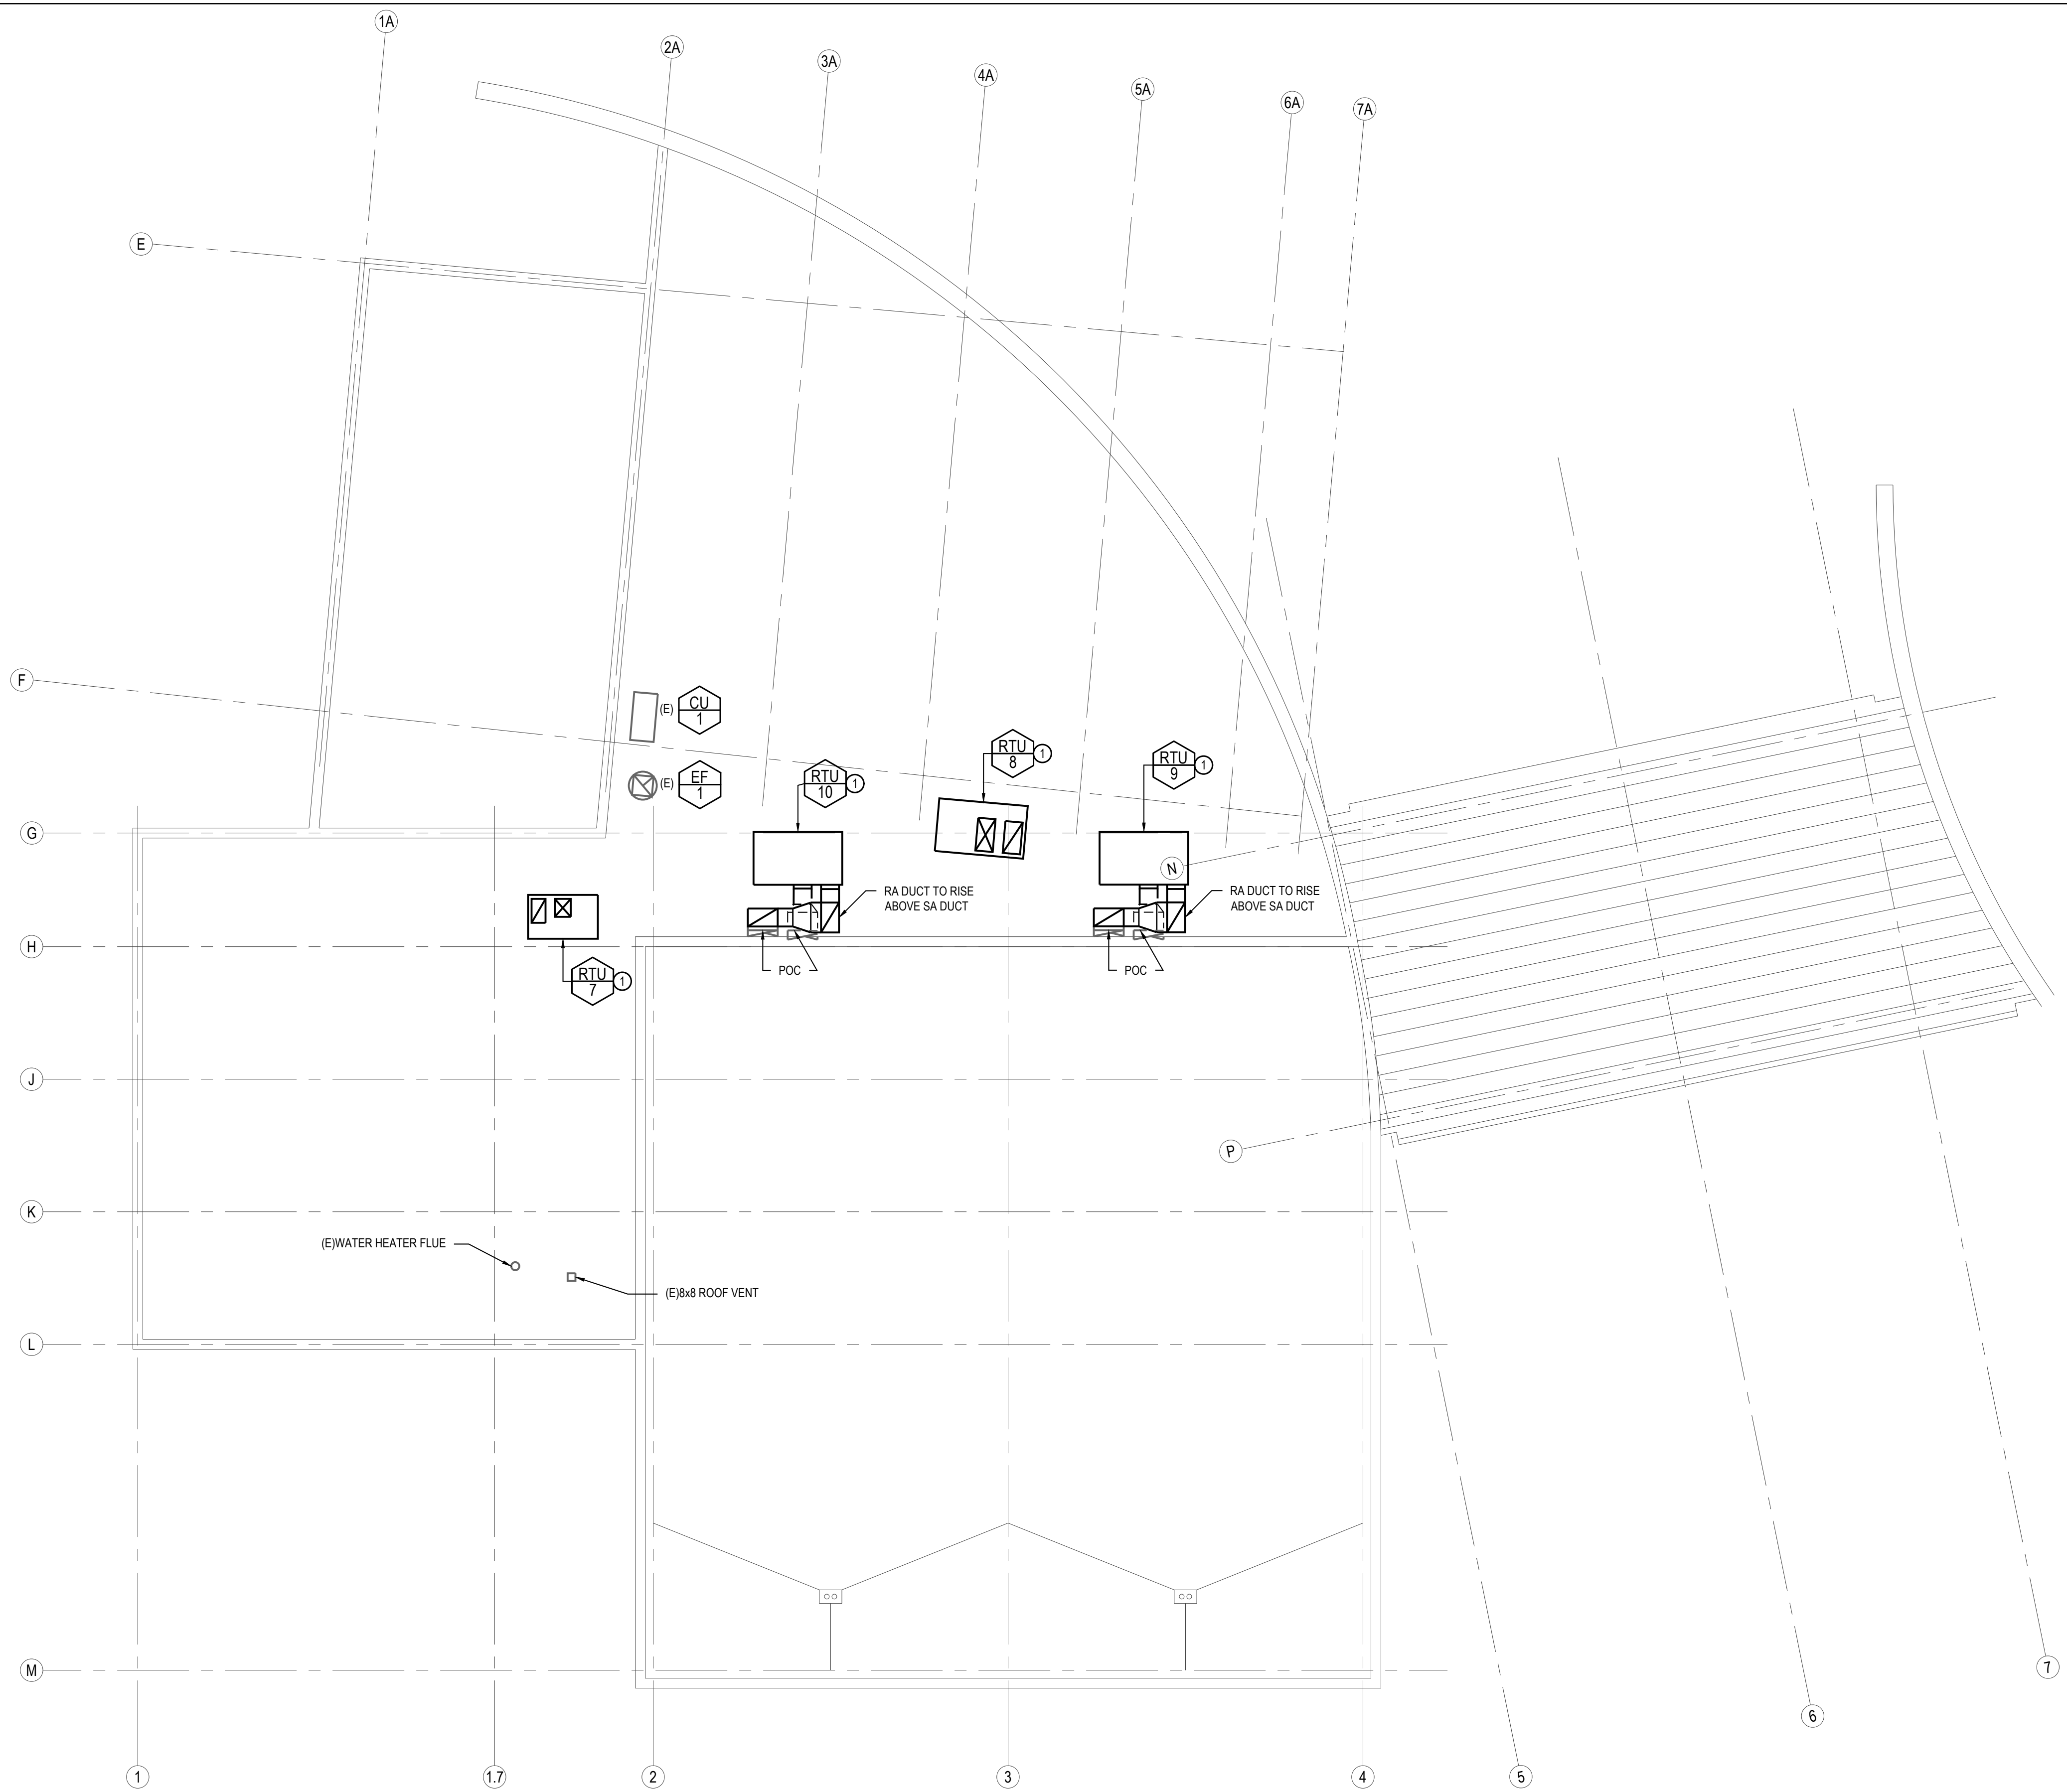 1A
2A
3A
4A
5A
6A
7A
E
F
(E)
CU
1
(E)
EF
1
RTU
10
1
RTU
8
1
RTU
9
1
G
N
RA DUCT TO RISE
ABOVE SA DUCT
RA DUCT TO RISE
ABOVE SA DUCT
H
POC
POC
RTU
7
1
J
P
K
(E)WATER HEATER FLUE
(E)8x8 ROOF VENT
L
M
1
1.7
2
3
4
5
6
7